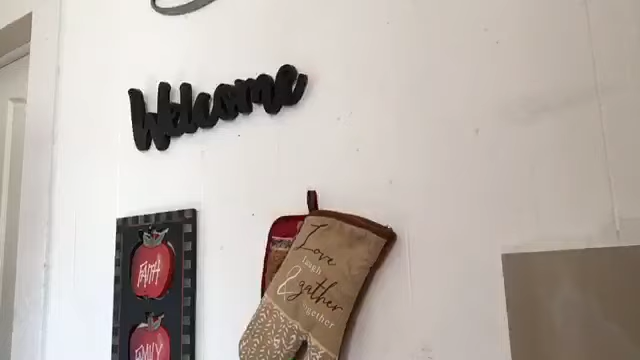 Welcome
FAITH
FAMILY
Love
laugh
& gather
together